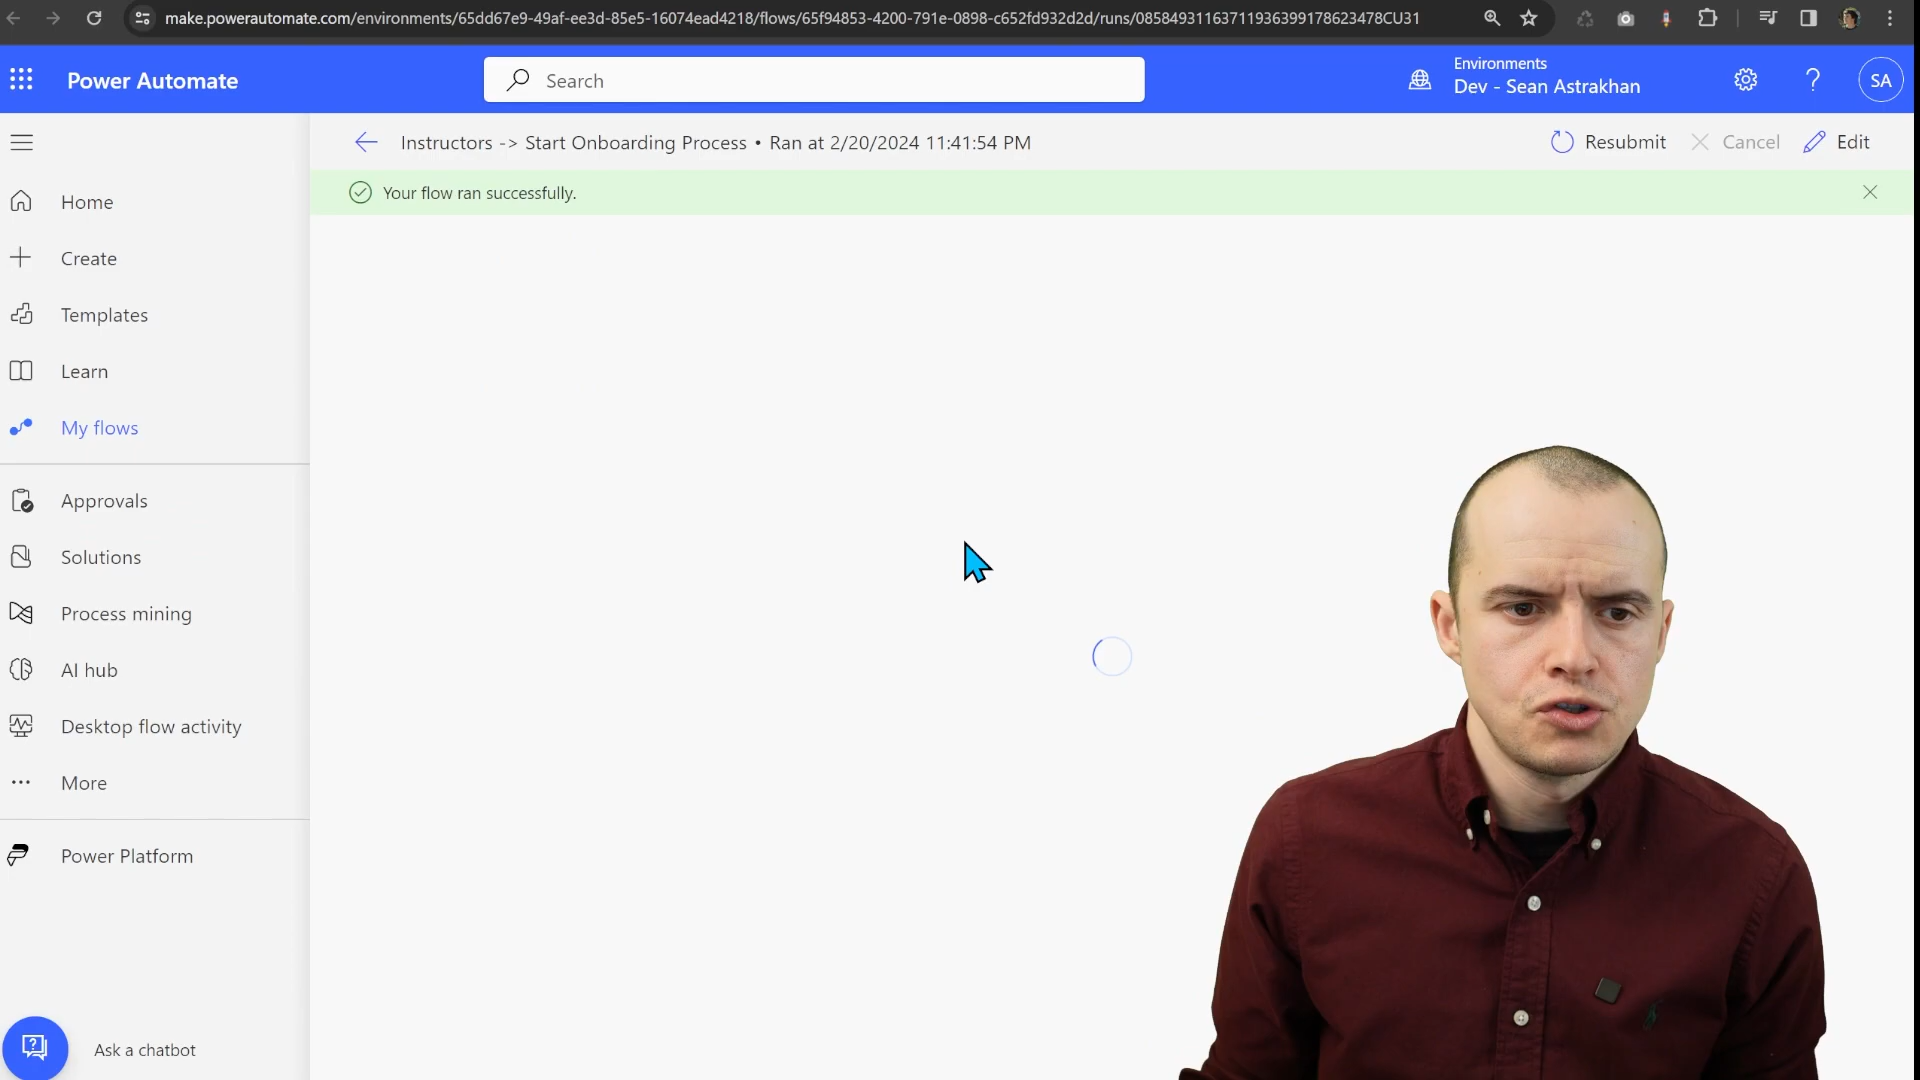 make.powerautomate.com/environments/65dd67e9-49af-ee3d-85e5-16074ead4218/flows/65f94853-4200-791e-0898-c652fd932d2d/runs/08584931163711936399178623478CU31
Power Automate
Search
Environments
Dev - Sean Astrakhan
?
SA
Instructors -> Start Onboarding Process • Ran at 2/20/2024 11:41:54 PM
Resubmit
Cancel
Edit
Your flow ran successfully.
Home
Create
Templates
Learn
My flows
Approvals
Solutions
Process mining
AI hub
Desktop flow activity
More
Power Platform
Ask a chatbot